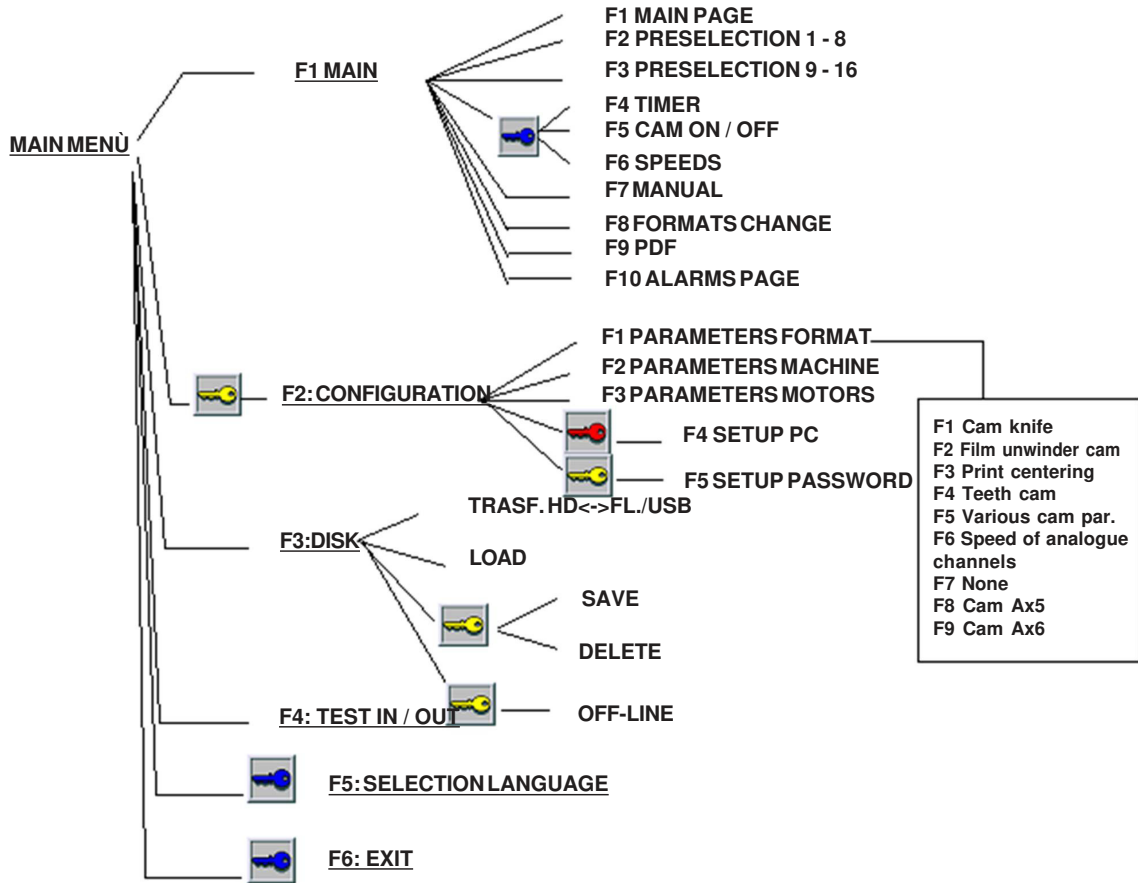 F1 MAIN PAGE
F2 PRESELECTION 1 - 8
F1 MAIN
F3 PRESELECTION 9 - 16
F4 TIMER
F5 CAM ON / OFF
MAIN MENÙ
F6 SPEEDS
F7 MANUAL
F8 FORMATS CHANGE
F9 PDF
F10 ALARMS PAGE
F1 PARAMETERS FORMAT
F2 PARAMETERS MACHINE
F2: CONFIGURATION
F3 PARAMETERS MOTORS
F4 SETUP PC
F5 SETUP PASSWORD
F1 Cam knife
F2 Film unwinder cam
F3 Print centering
F4 Teeth cam
F5 Various cam par.
F6 Speed of analogue
channels
F7 None
F8 Cam Ax5
F9 Cam Ax6
TRASF. HD<->FL./USB
F3:DISK
LOAD
SAVE
DELETE
OFF-LINE
F4: TEST IN / OUT
F5: SELECTION LANGUAGE
F6: EXIT